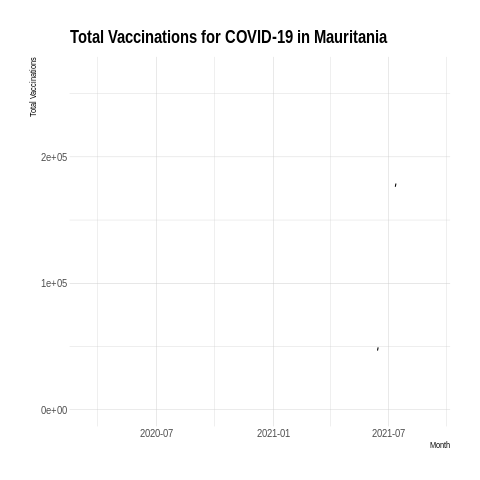 Total Vaccinations for COVID-19 in Mauritania
Total Vaccinations
2e+05
1e+05
0e+00
2020-07
2021-01
2021-07
Month